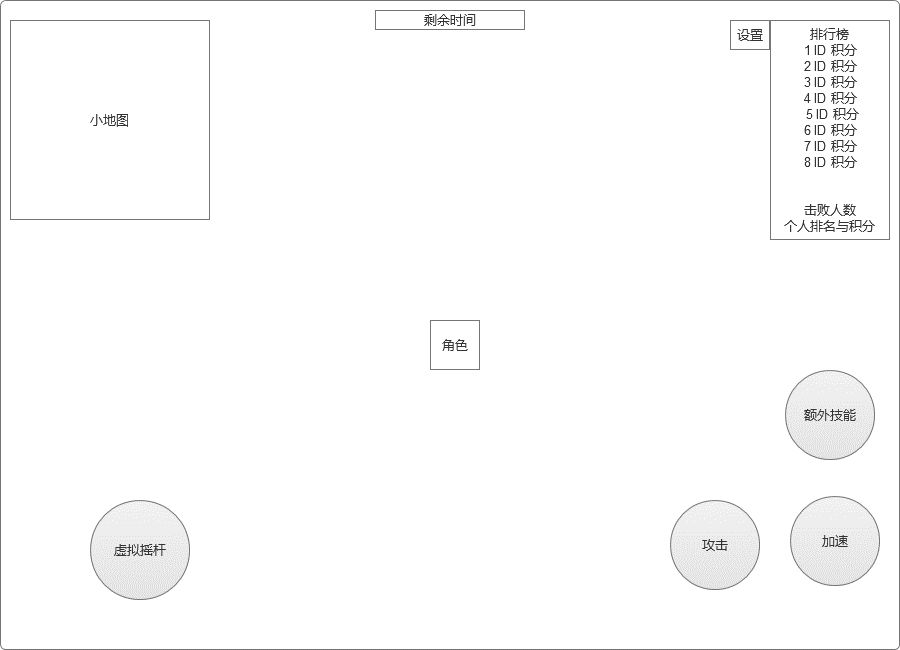 剩余时间
设置
排行榜
1 ID 积分
2 ID 积分
3 ID 积分
4 ID 积分
5 ID 积分
6 ID 积分
7 ID 积分
8 ID 积分
击败人数
个人排名与积分
小地图
角色
额外技能
虚拟摇杆
攻击
加速